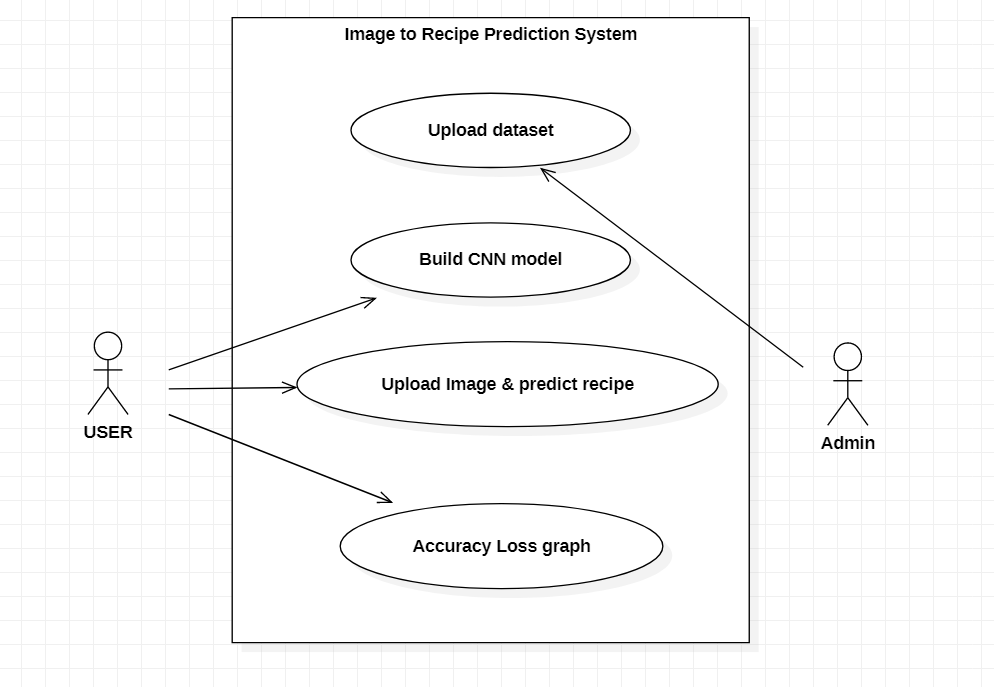 Image to Recipe Prediction System
Upload dataset
Build CNN model
Upload Image & predict recipe
USER
Admin
Accuracy Loss graph